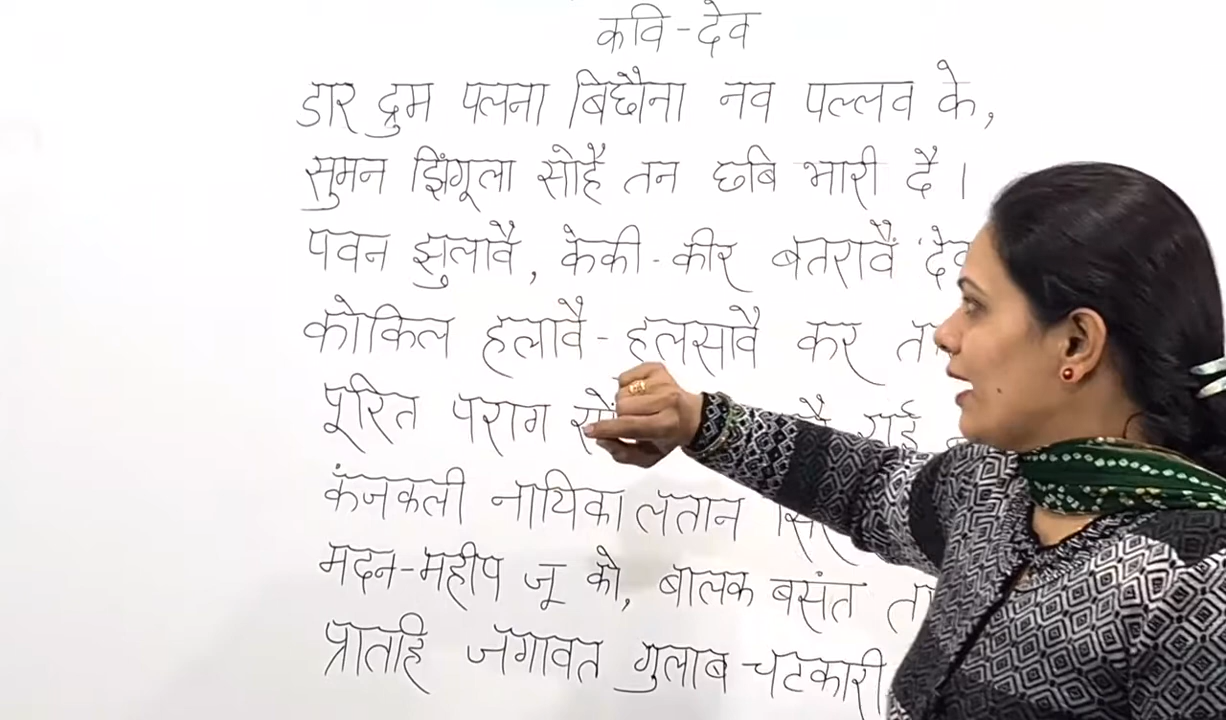 कवि - देव
डार द्रुम पलना बिछौना नव पल्लव के,
सुमन झिंगूला सोहै तन छबि भारी दै ।
पवन झुलावै, केकी - कीर बतरावैं 'देव
कोकिल हलावै - हलसावै कर
पूरित पराग सों
कंजकली नायिका लतान
मदन-महीप जू को, बालक बसंत
प्रातहि जगावत गुलाब चटकारी